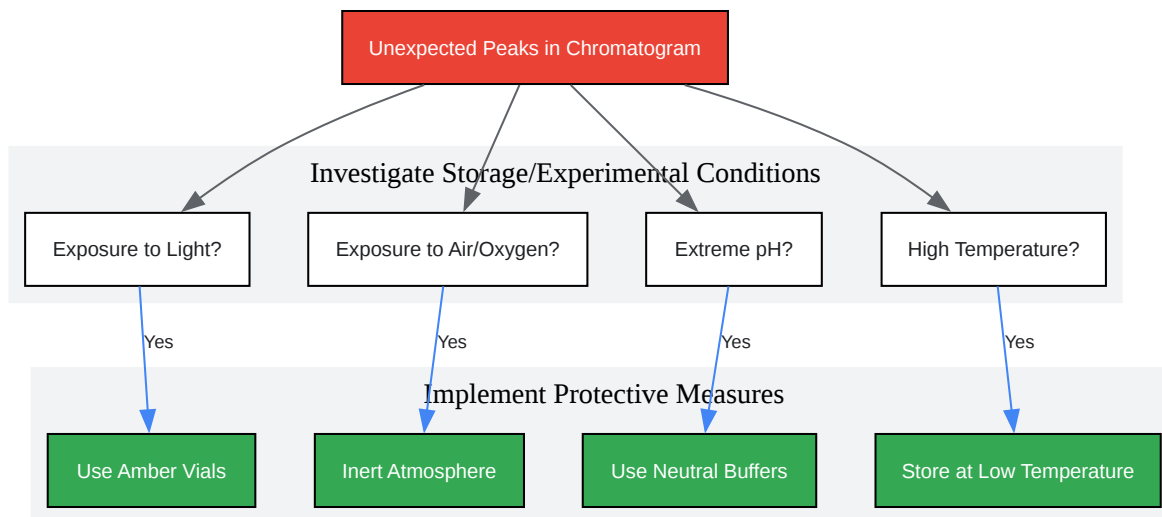 Unexpected Peaks in Chromatogram
Investigate Storage/Experimental Conditions
Exposure to Light?
Exposure to Air/Oxygen?
Extreme pH?
High Temperature?
Yes
Yes
Yes
Yes
Implement Protective Measures
Use Amber Vials
Inert Atmosphere
Use Neutral Buffers
Store at Low Temperature